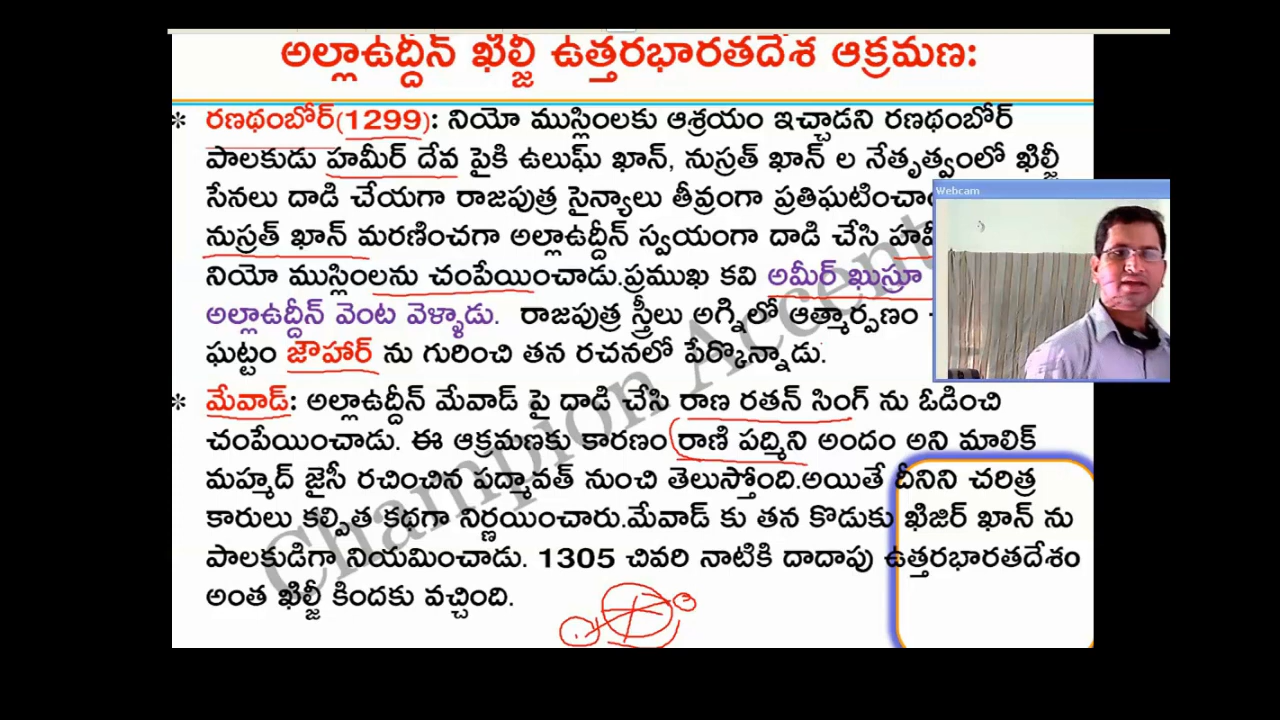 అల్లాఉద్దీన్ ఖిల్జీ ఉత్తరభారతదేశ ఆక్రమణ:
* రణథంబోర్(1299): నియో ముస్లింలకు ఆశ్రయం ఇచ్చాడని రణథంబోర్
పాలకుడు హమీర్ దేవ పైకి ఉలుఘ్ ఖాన్, నుస్రత్ ఖాన్ ల నేతృత్వంలో ఖిల్జీ
సేనలు దాడి చేయగా రాజపుత్ర సైన్యాలు తీవ్రంగా
Webcam
నుస్రత్ ఖాన్ మరణించగా అల్లాఉద్దీన్ స్వయంగా దాడి చేసి
నియో ముస్లింలను చంపేయించాడు.ప్రముఖ కవి అమీర్ ఖుస్రూ
అల్లాఉద్దీన్ వెంట వెళ్ళాడు. రాజపుత్ర స్త్రీలు అగ్నిలో ఆత్మార్పణం
ఘట్టం జౌహార్ ను గురించి తన రచనలో పేర్కొన్నాడు.
* మేవాడ్: అల్లాఉద్దీన్ మేవాడ్ పై దాడి చేసి రాణ రతన్ సింగ్ ను ఓడించి
చంపేయించాడు. ఈ ఆక్రమణకు కారణం రాణి పద్మిని అందం అని మాలిక్
మహ్మద్ జైసీ రచించిన పద్మావత్ నుంచి తెలుస్తోంది.అయితే దీనిని చరిత్ర
కారులు కల్పిత కథగా నిర్ణయించారు.మేవాడ్ కు తన కొడుకు ఖిజిర్ ఖాన్ ను
పాలకుడిగా నియమించాడు. 1305 చివరి నాటికి దాదాపు ఉత్తరభారతదేశం
అంత ఖిల్జీ కిందకు వచ్చింది.
Champion Accent